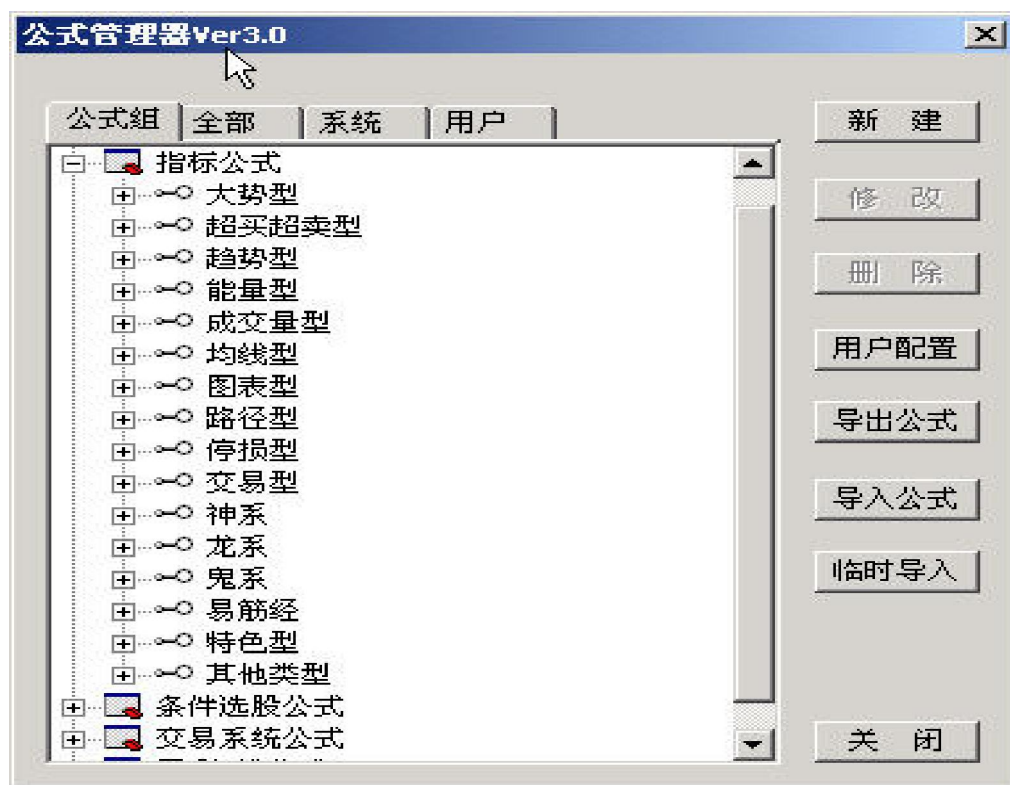 公式管理器Ver3.0
公式组 全部 系统 用户
指标公式
大势型
超买超卖型
趋势型
能量型
成交量型
均线型
图表型
路径型
停损型
交易型
神系
龙系
鬼系
易筋经
特色型
其他类型
条件选股公式
交易系统公式
新 建
修 改
删 除
用户配置
导出公式
导入公式
临时导入
关 闭